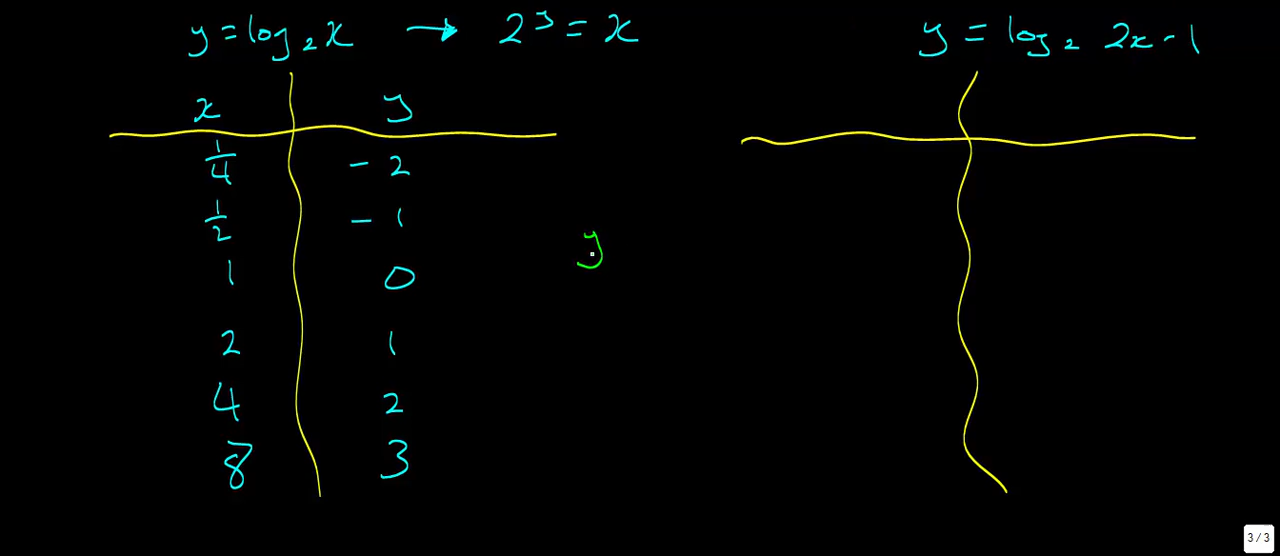 y = log₂ x → 2^y = x
y = log₂ 2x - 1
x y
1/4 - 2
1/2 - 1
1 0
y
2 1
4 2
8 3
3 / 3